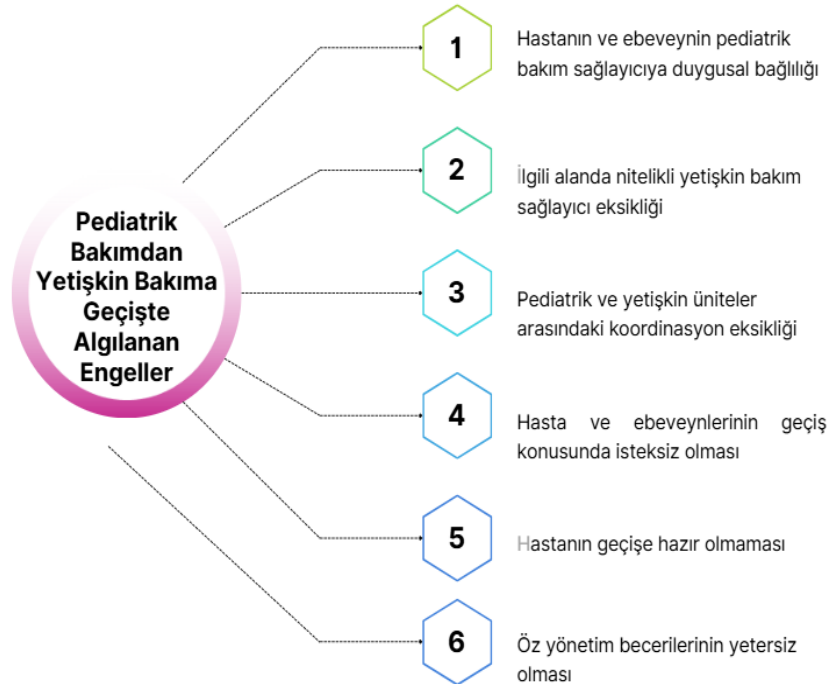 Pediatrik
Bakımdan
Yetişkin Bakıma
Geçişte
Algılanan
Engeller
1
Hastanın ve ebeveynin pediatrik
bakım sağlayıcıya duygusal bağlılığı
2
İlgili alanda nitelikli yetişkin bakım
sağlayıcı eksikliği
3
Pediatrik ve yetişkin üniteler
arasındaki koordinasyon eksikliği
4
Hasta ve ebeveynlerinin geçiş
konusunda isteksiz olması
5
Hastanın geçişe hazır olmaması
6
Öz yönetim becerilerinin yetersiz
olması